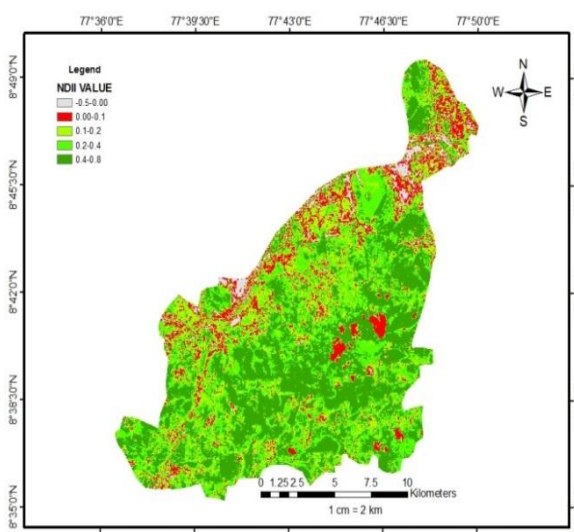 77°36'0"E 77°39'30"E 77°43'0"E 77°46'30"E 77°50'0"E
8°49'0"N
8°45'30"N
8°42'0"N
8°38'30"N
8°35'0"N
Legend
NDII VALUE
-0.5-0.00
0.00-0.1
0.1-0.2
0.2-0.4
0.4-0.8
N
W E
S
0 1.25 2.5 5 7.5 10
Kilometers
1 cm = 2 km